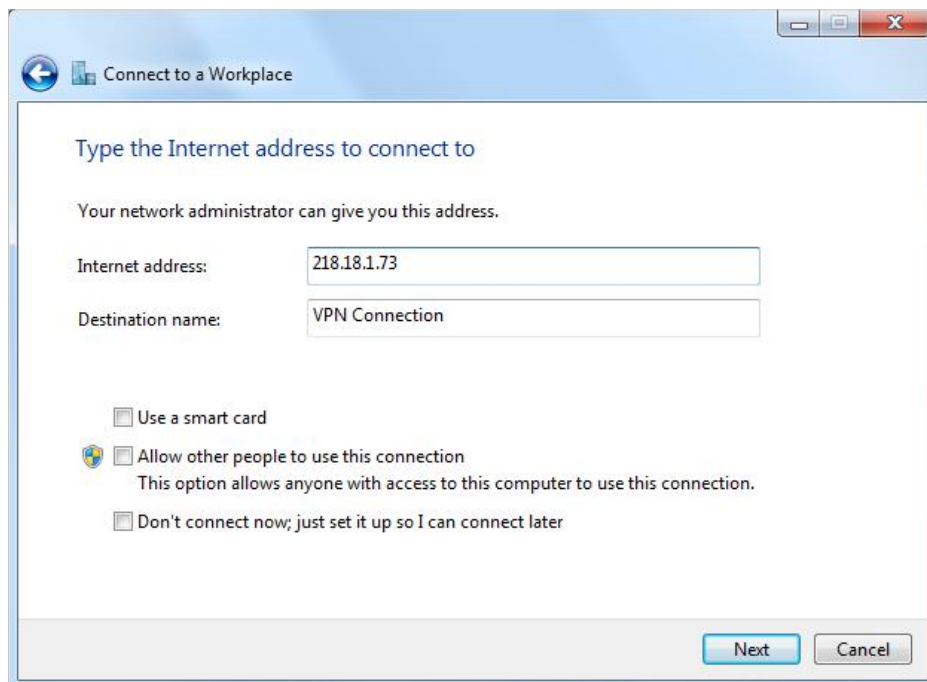 Connect to a Workplace
Type the Internet address to connect to
Your network administrator can give you this address.
Internet address: 218.18.1.73
Destination name: VPN Connection
Use a smart card
Allow other people to use this connection
This option allows anyone with access to this computer to use this connection.
Don't connect now; just set it up so I can connect later
Next Cancel